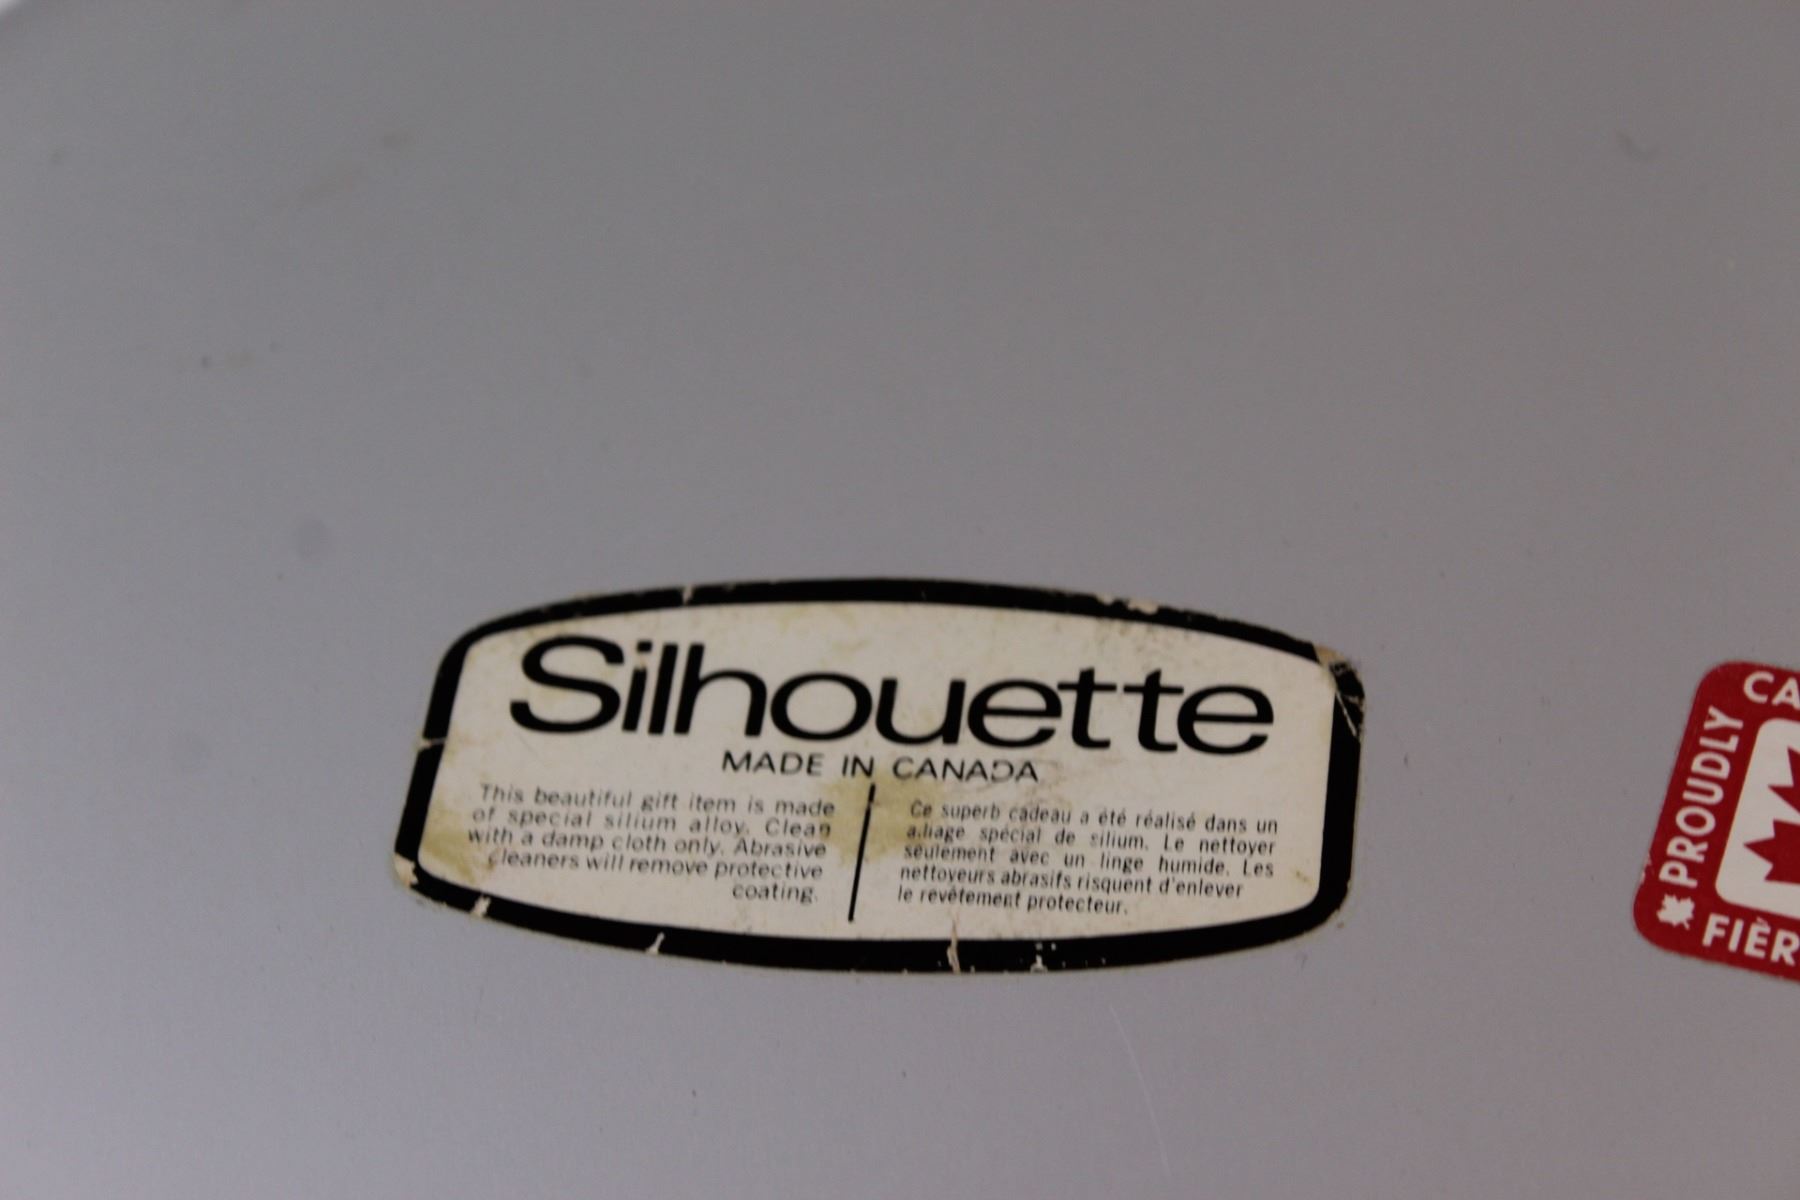 Silhouette
MADE IN CANADA
This beautiful gift item is made
of special silium alloy. Clean
with a damp cloth only. Abrasive
cleaners will remove protective
coating.
Ce superb cadeau a été réalisé dans un
alliage spécial de silium. Le nettoyer
seulement avec un linge humide. Les
nettoyeurs abrasifs risquent d'enlever
le revêtement protecteur.
CA
PROUDLY
FIÈR